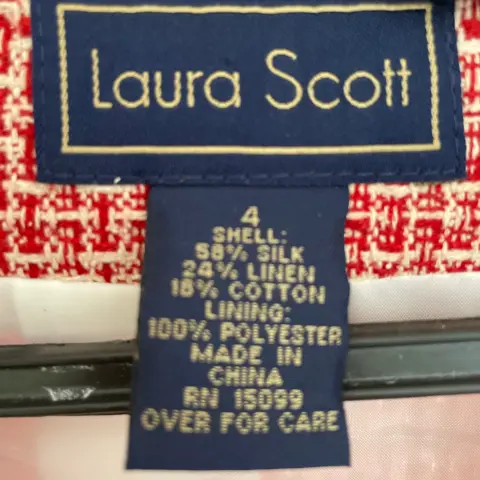 Laura Scott
4
SHELL:
58% SILK
24% LINEN
18% COTTON
LINING:
100% POLYESTER
MADE IN
CHINA
RN 15099
OVER FOR CARE